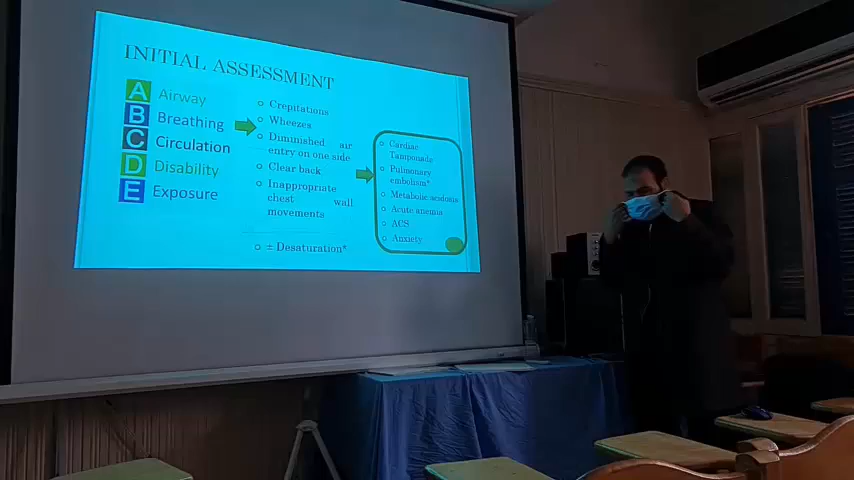 INITIAL ASSESSMENT
A Airway
B Breathing
C Circulation
D Disability
E Exposure
Crepitations
Wheezes
Diminished air
entry on one side
Clear back
Inappropriate
chest wall
movements
± Desaturation*
Cardiac
Tamponade
Pulmonary
embolism*
Metabolic acidosis
Acute anemia
ACS
Anxiety